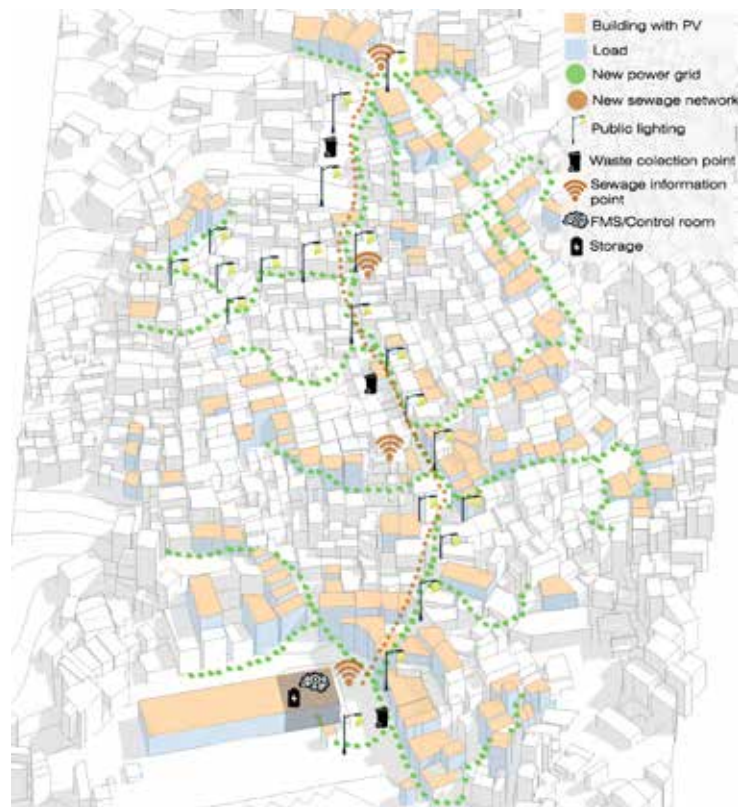 Building with PV
Load
New power grid
New sewage network
Public lighting
Waste colection point
Sewage information
point
FMS/Control room
Storage